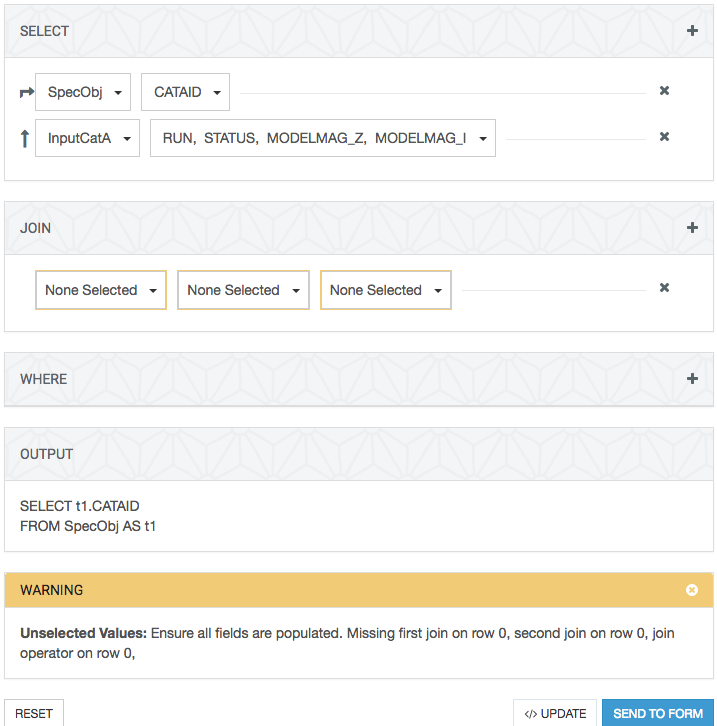 SELECT
SpecObj CATAID
InputCatA RUN, STATUS, MODELMAG_Z, MODELMAG_I
JOIN
None Selected None Selected None Selected
WHERE
OUTPUT
SELECT t1.CATAID
FROM SpecObj AS t1
WARNING
Unselected Values: Ensure all fields are populated. Missing first join on row 0, second join on row 0, join
operator on row 0,
RESET </> UPDATE SEND TO FORM